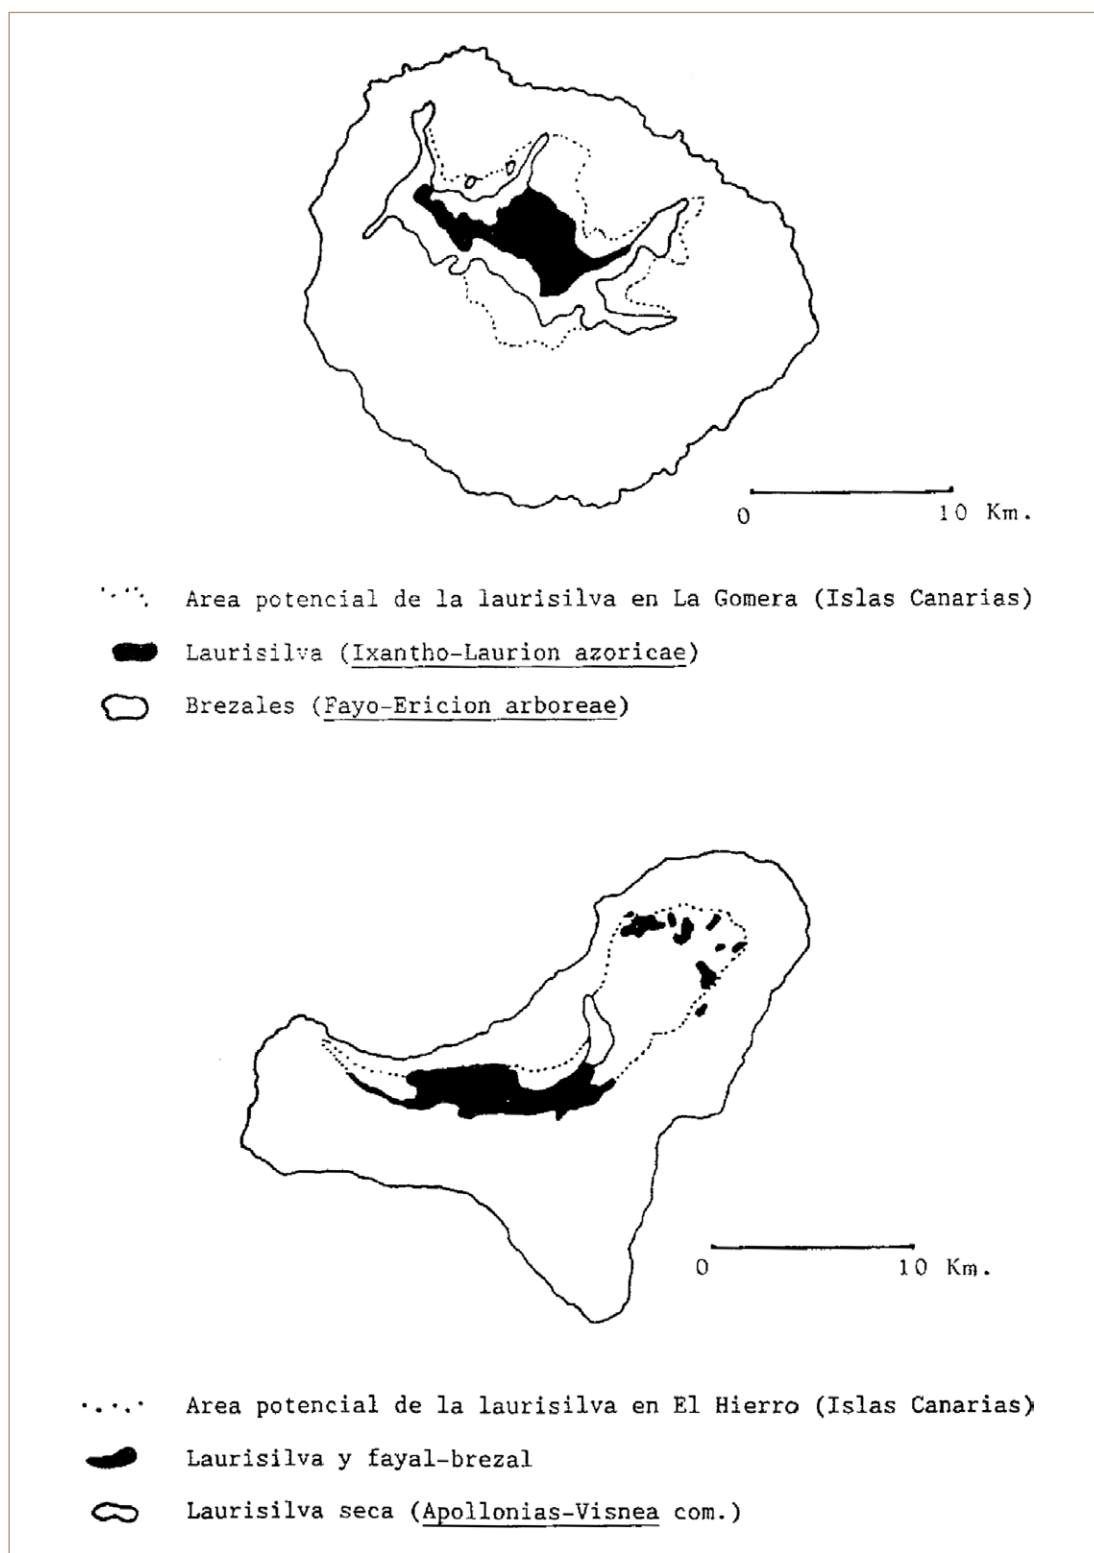 0 10 Km.
Area potencial de la laurisilva en La Gomera (Islas Canarias)
Laurisilva (Ixantho-Laurion azoricae)
Brezales (Fayo-Ericion arboreae)
0 10 Km.
Area potencial de la laurisilva en El Hierro (Islas Canarias)
Laurisilva y fayal-brezal
Laurisilva seca (Apollonias-Visnea com.)